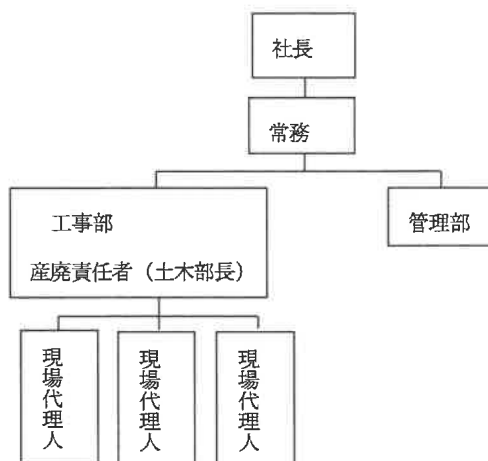 社長
常務
工事部
産廃責任者（土木部長）
管理部
現場代理人
現場代理人
現場代理人